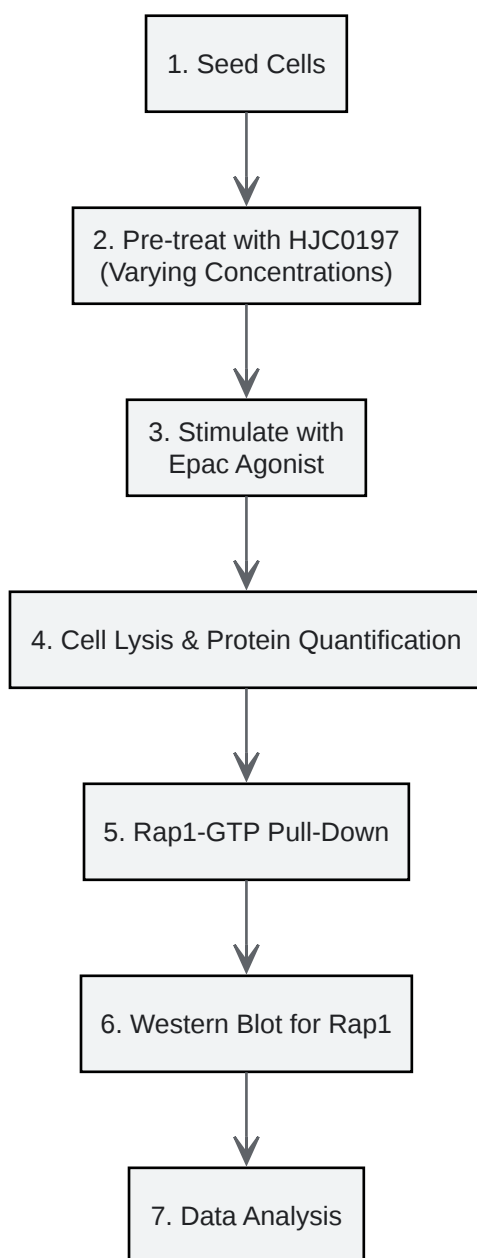 1. Seed Cells
2. Pre-treat with HJC0197
(Varying Concentrations)
3. Stimulate with
Epac Agonist
4. Cell Lysis & Protein Quantification
5. Rap1-GTP Pull-Down
6. Western Blot for Rap1
7. Data Analysis